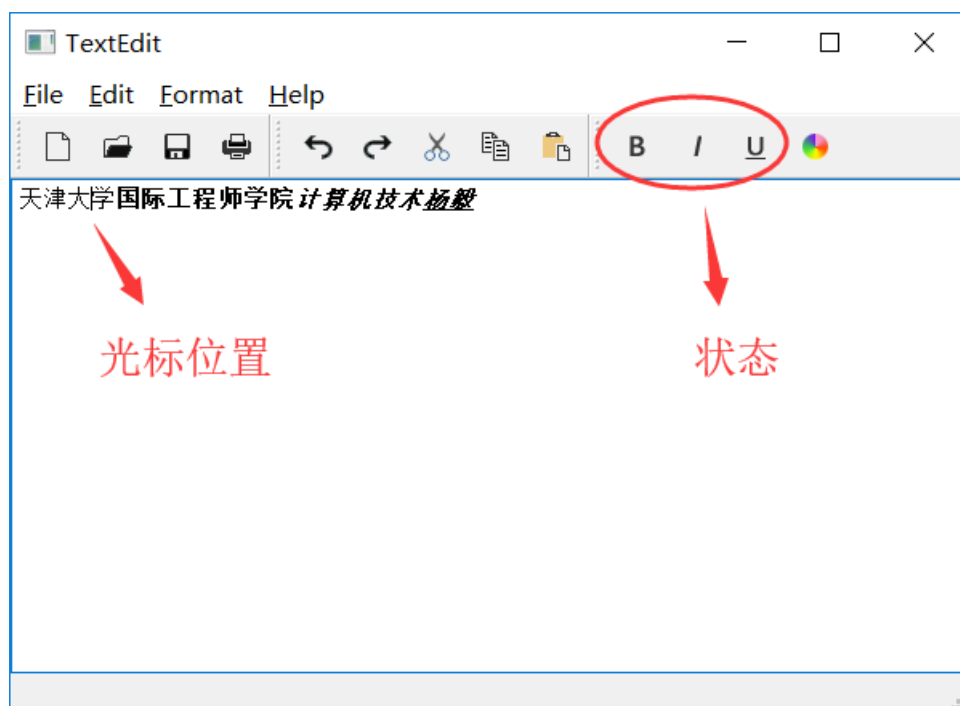 TextEdit
File Edit Format Help
B I U
天津大学国际工程师学院计算机技术杨毅
光标位置
状态